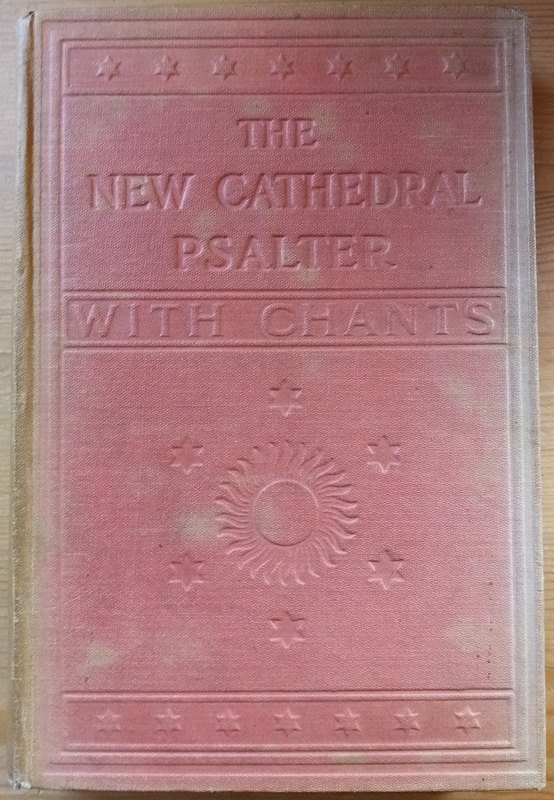 THE
NEW CATHEDRAL
PSALTER
WITH CHANTS